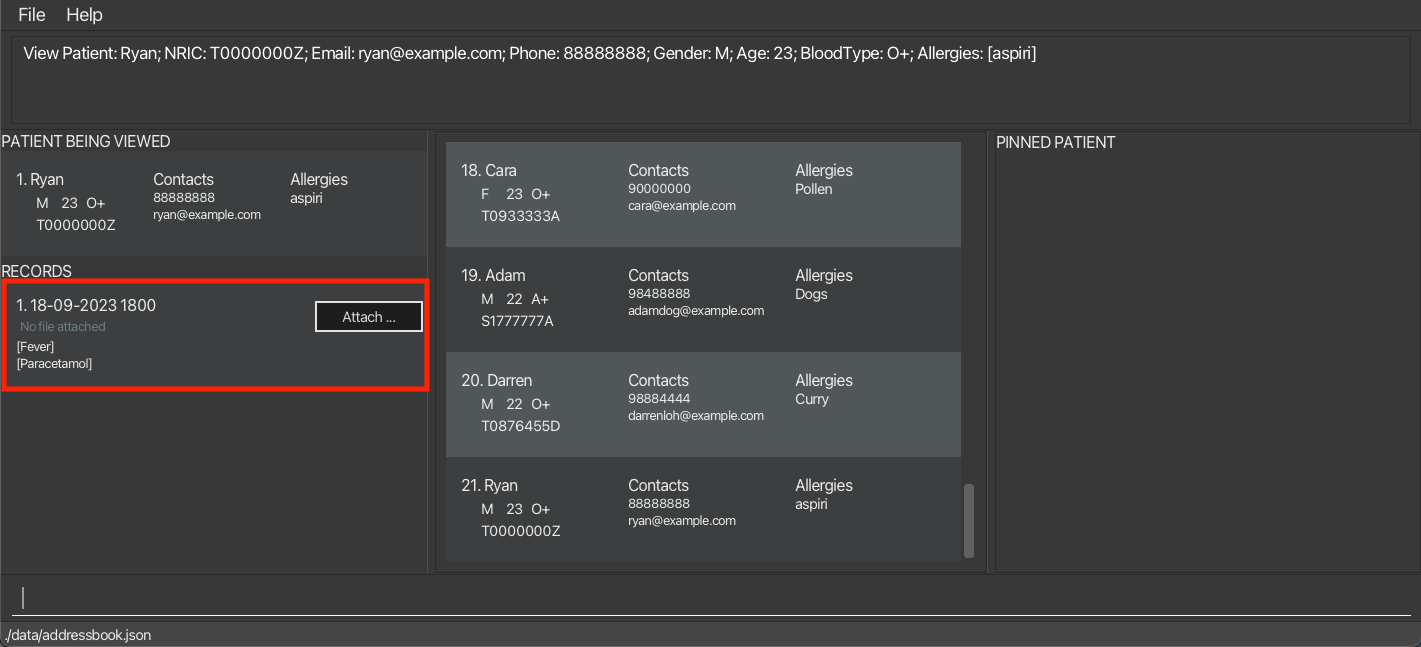 File Help
View Patient: Ryan; NRIC: T0000000Z; Email: ryan@example.com; Phone: 88888888; Gender: M; Age: 23; BloodType: O+; Allergies: [aspiri]
PATIENT BEING VIEWED
1. Ryan Contacts Allergies
M 23 O+ 88888888 aspiri
T0000000Z ryan@example.com
RECORDS
1. 18-09-2023 1800
No file attached
Attach ...
[Fever]
[Paracetamol]
18. Cara Contacts Allergies
F 23 O+ 90000000 Pollen
T0933333A cara@example.com
19. Adam Contacts Allergies
M 22 A+ 98488888 Dogs
S1777777A adamdog@example.com
20. Darren Contacts Allergies
M 22 O+ 98884444 Curry
T0876455D darrenloh@example.com
21. Ryan Contacts Allergies
M 23 O+ 88888888 aspiri
T0000000Z ryan@example.com
PINNED PATIENT
./data/addressbook.json